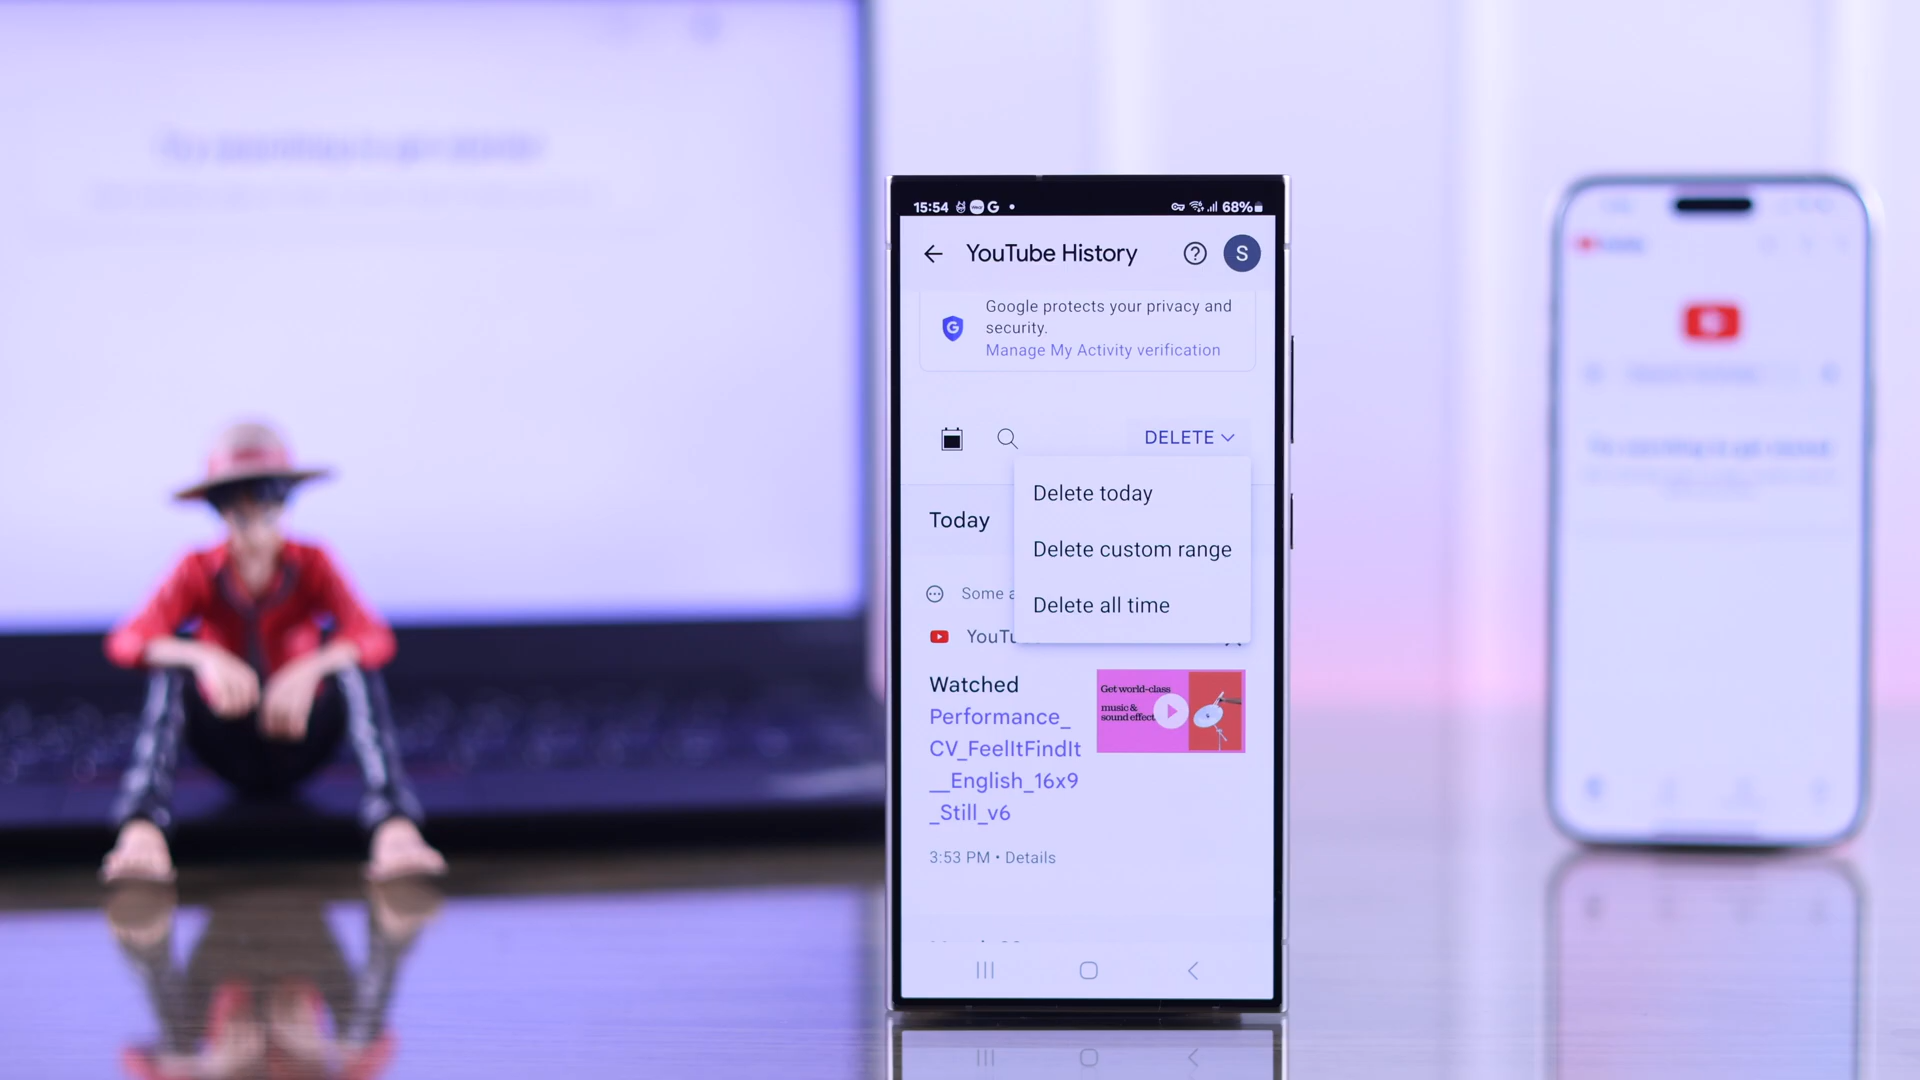 15:54 G 68%
YouTube History
S
Google protects your privacy and
security.
Manage My Activity verification
G
DELETE
Delete today
Delete custom range
Delete all time
Today
Some
YouTu
Watched
Performance_
CV_FeelItFindIt
__English_16x9
_Still_v6
3:53 PM • Details
Get world-class
music &
sound effect